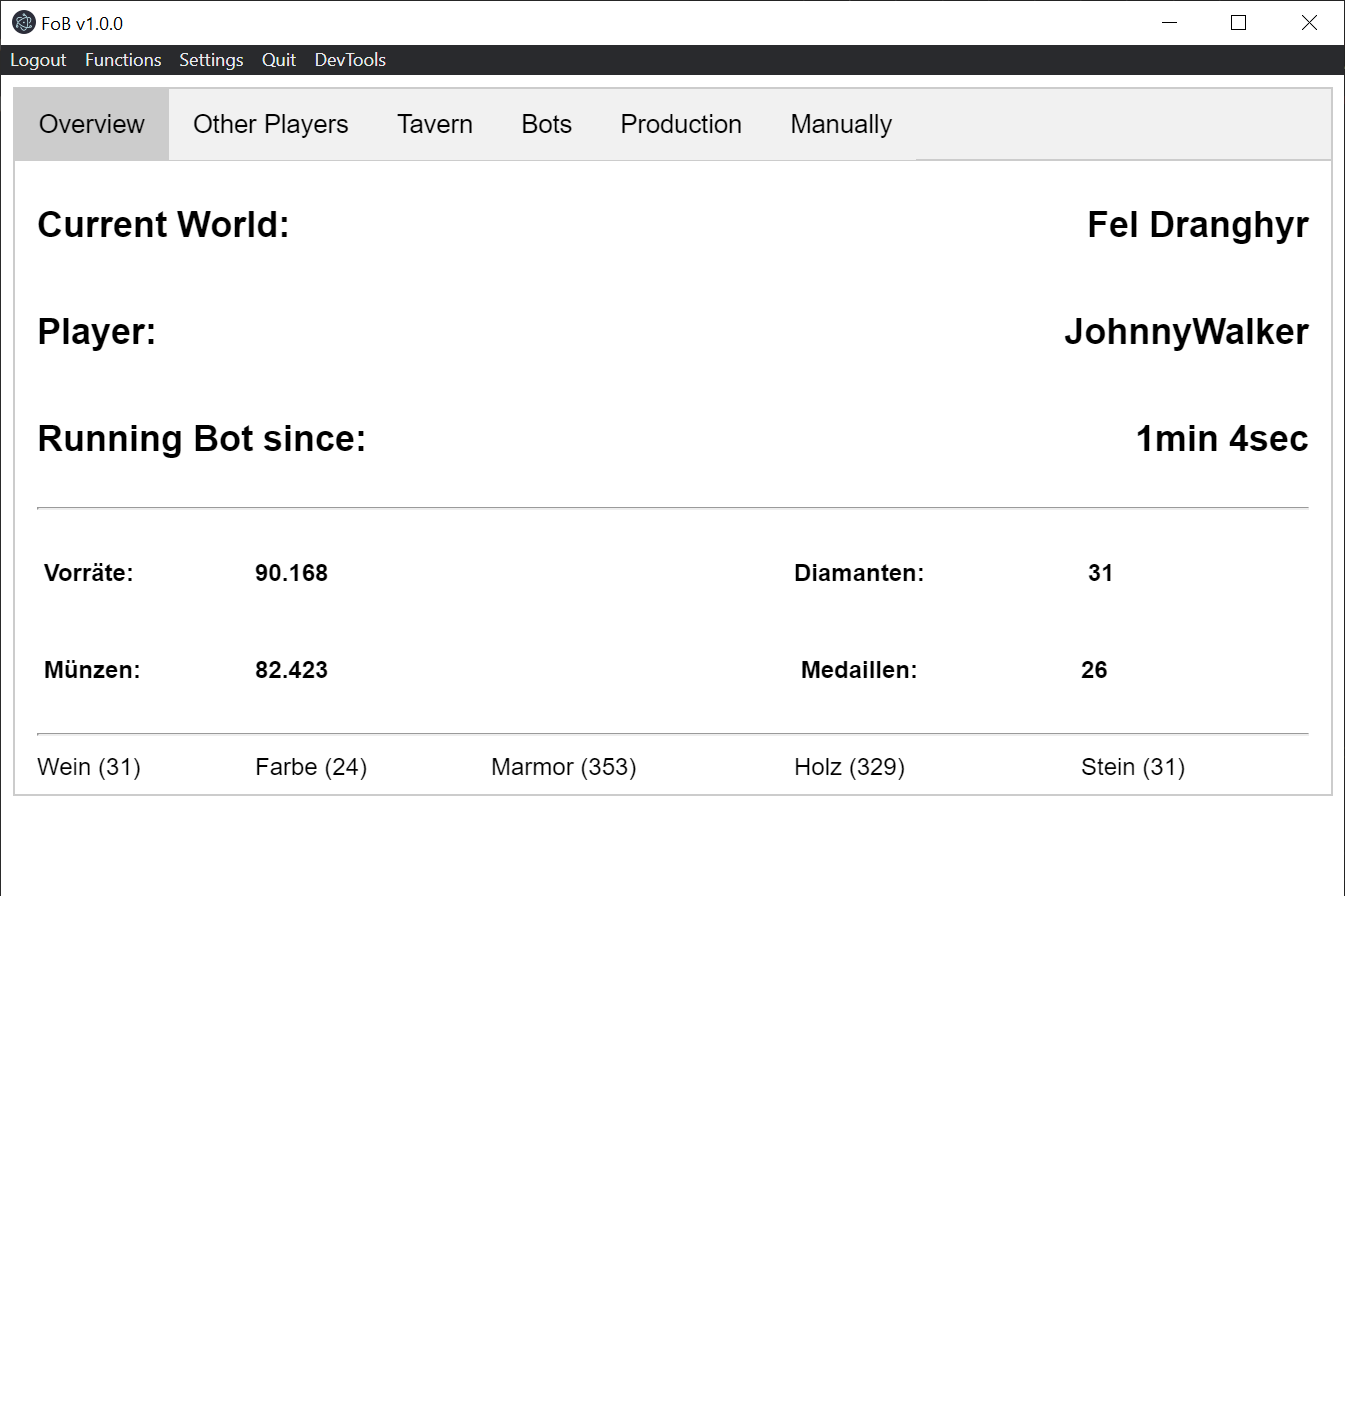 FoB v1.0.0
Logout Functions Settings Quit DevTools
Overview Other Players Tavern Bots Production Manually
Current World: Fel Dranghyr
Player: JohnnyWalker
Running Bot since: 1min 4sec
Vorräte: 90.168 Diamanten: 31
Münzen: 82.423 Medaillen: 26
Wein (31) Farbe (24) Marmor (353) Holz (329) Stein (31)